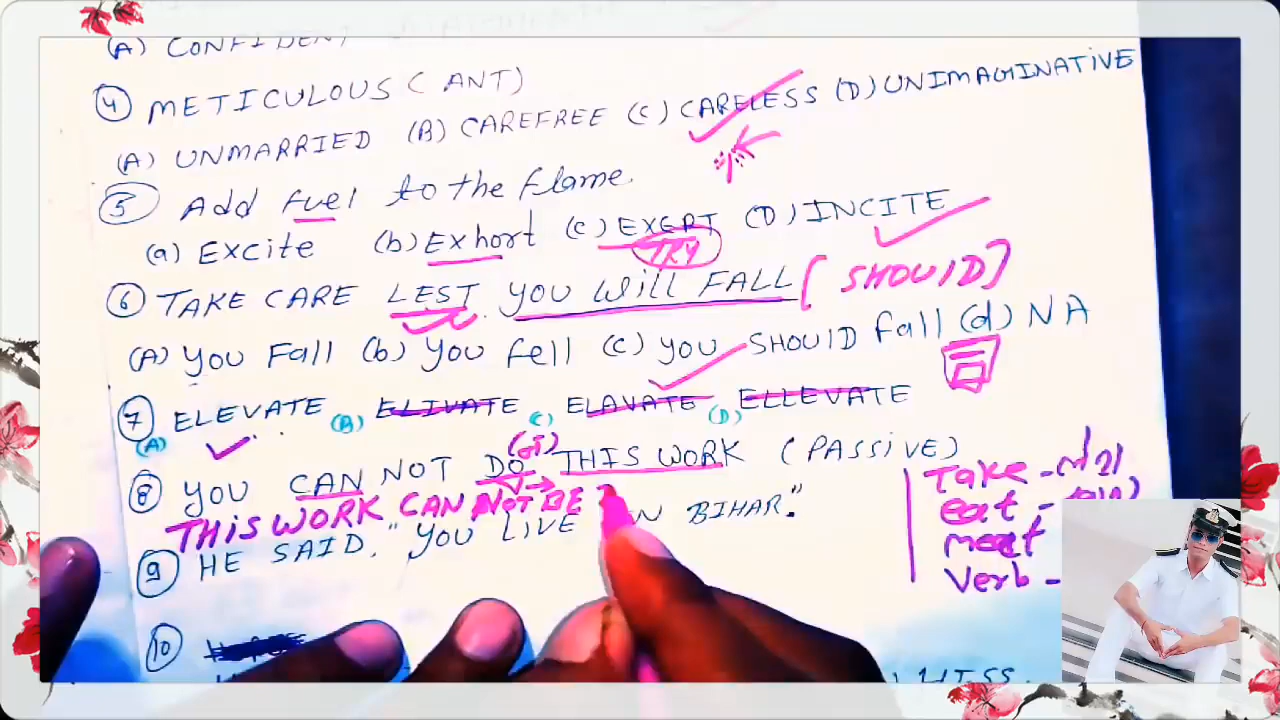 (A) CONFIDENT
④ METICULOUS ( ANT)
(A) UNMARRIED (B) CAREFREE (C) CARELESS (D) UNIMAGINATIVE
⑤ Add fuel to the flame.
(a) Excite (b) Exhort (c) EXERT (D) INCITE
TRY
⑥ TAKE CARE LEST you Will FALL [SHOULD]
(A) you Fall (b) you fell (c) you SHOULD fall (d) NA
⑦ ELEVATE ELIVATE ELAVATE ELLEVATE
(A) (B) (C) (D)
⑧ YOU CAN NOT DO THIS WORK (PASSIVE)
THIS WORK CAN NOT BE
⑨ HE SAID, "YOU LIVE IN BIHAR."
⑩
Take -
eat -
meat
Verb -